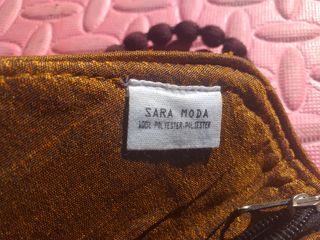 SARA MODA
100% POLYESTER-POLIESTER